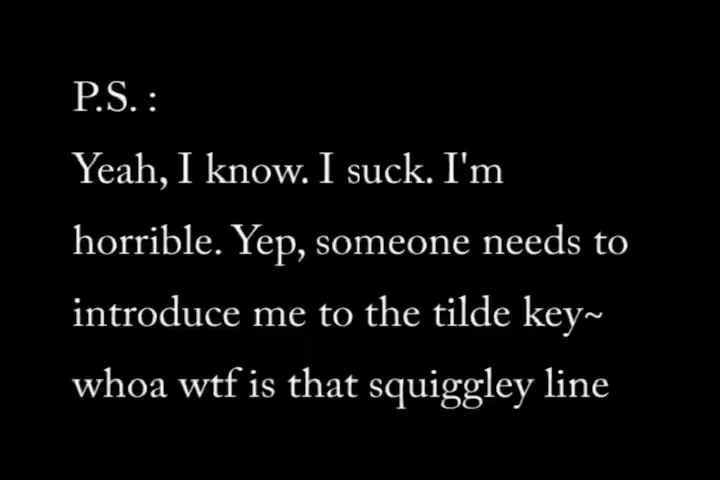 P.S. :
Yeah, I know. I suck. I'm
horrible. Yep, someone needs to
introduce me to the tilde key~
whoa wtf is that squiggley line